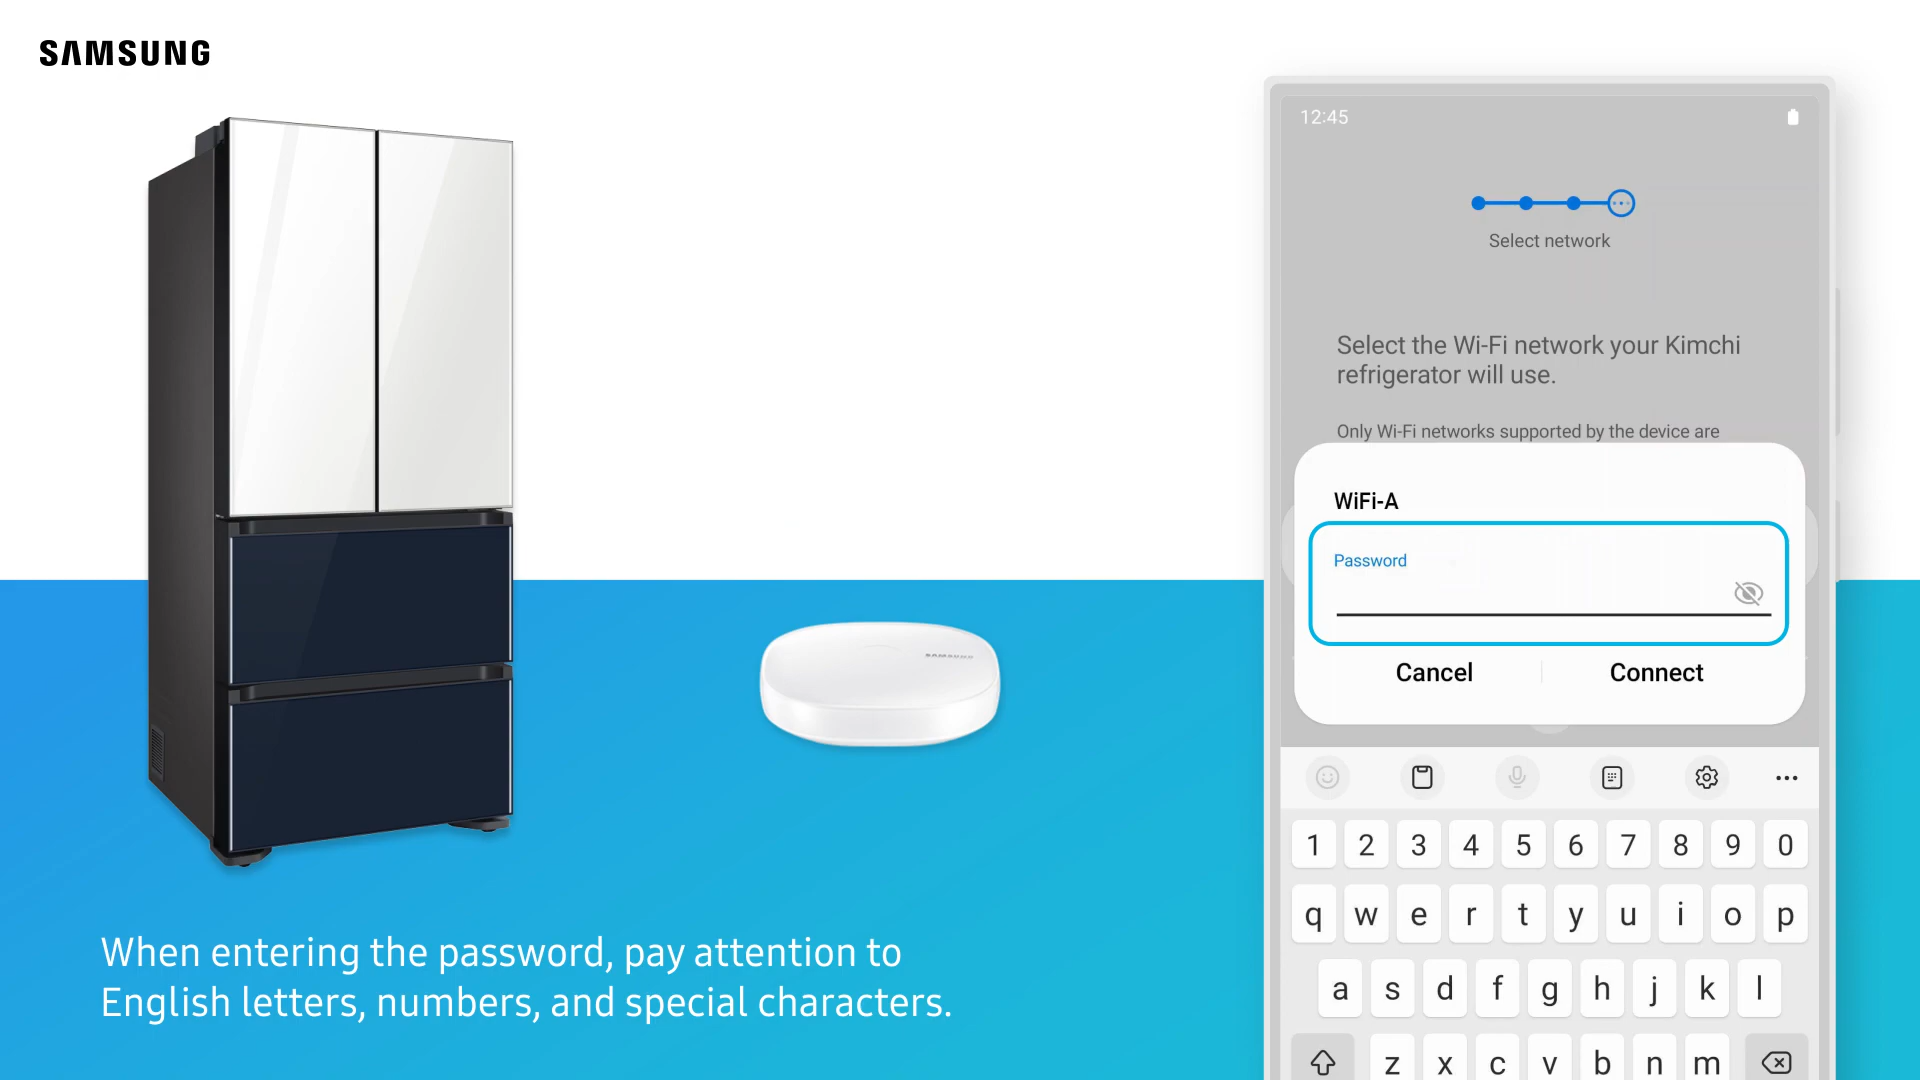 SAMSUNG
12:45
Select network
Select the Wi-Fi network your Kimchi
refrigerator will use.
Only Wi-Fi networks supported by the device are
WiFi-A
Password
Cancel
Connect
SAMSUNG
1 2 3 4 5 6 7 8 9 0
q w e r t y u i o p
a s d f g h j k l
z x c v b n m
When entering the password, pay attention to
English letters, numbers, and special characters.